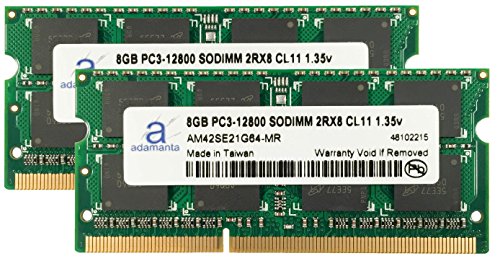 8GB PC3-12800 SODIMM 2RX8 CL11 1.35v
adamanta
8GB PC3-12800 SODIMM 2RX8 CL11 1.35v
AM42SE21G64-MR 48102215
Made in Taiwan Warranty Void If Removed
adamanta